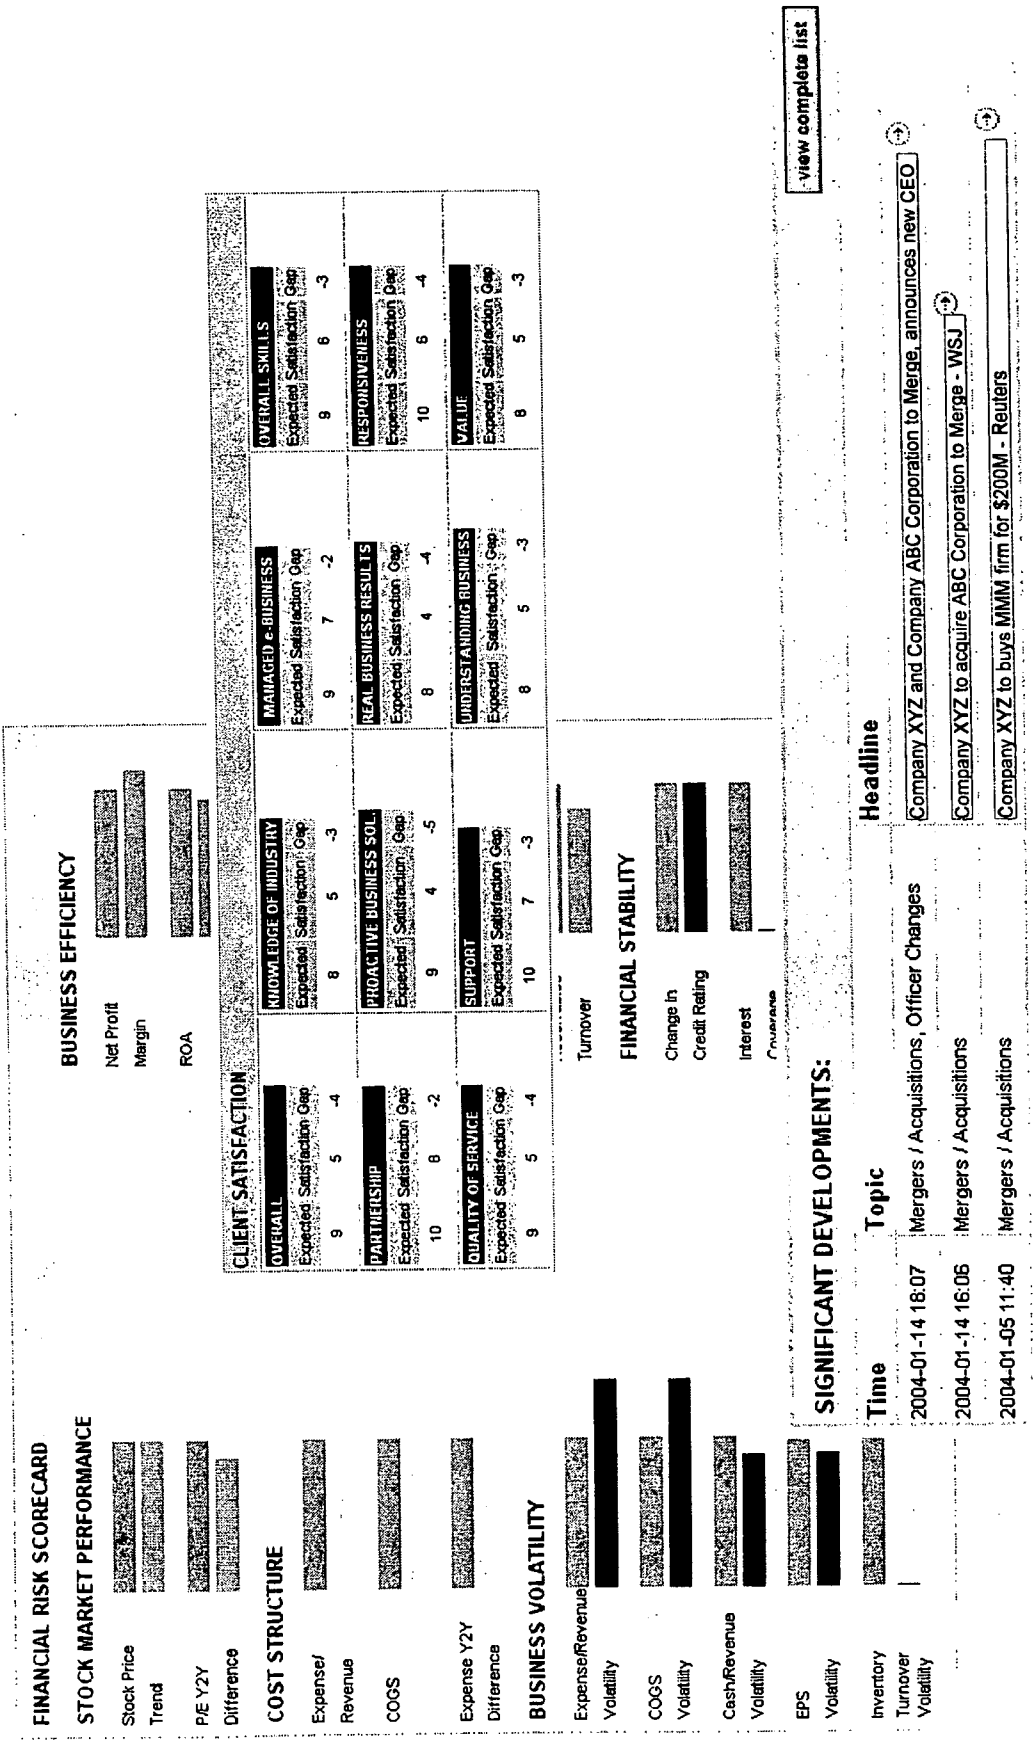 FINANCIAL RISK SCORECARD
STOCK MARKET PERFORMANCE
Stock Price
Trend
P/E Y2Y
Difference
COST STRUCTURE
Expense/
Revenue
COGS
Expense Y2Y
Difference
BUSINESS VOLATILITY
Expense/Revenue
Volatility
COGS
Volatility
Cash/Revenue
Volatility
EPS
Volatility
Inventory
Turnover
Volatility
BUSINESS EFFICIENCY
Net Profit
Margin
ROA
Turnover
FINANCIAL STABILITY
Change in
Credit Rating
Interest
Coverage
CLIENT SATISFACTION
OVERALL
Expected Satisfaction Gap
9 5 -4
KNOWLEDGE OF INDUSTRY
Expected Satisfaction Gap
8 5 -3
MANAGED e-BUSINESS
Expected Satisfaction Gap
9 7 -2
OVERALL SKILLS
Expected Satisfaction Gap
9 6 -3
PARTNERSHIP
Expected Satisfaction Gap
10 8 -2
PROACTIVE BUSINESS SOL.
Expected Satisfaction Gap
9 4 -5
REAL BUSINESS RESULTS
Expected Satisfaction Gap
8 4 -4
RESPONSIVENESS
Expected Satisfaction Gap
10 6 -4
QUALITY OF SERVICE
Expected Satisfaction Gap
9 5 -4
SUPPORT
Expected Satisfaction Gap
10 7 -3
UNDERSTANDING BUSINESS
Expected Satisfaction Gap
8 5 -3
VALUE
Expected Satisfaction Gap
8 5 -3
SIGNIFICANT DEVELOPMENTS:
view complete list
Time Topic Headline
2004-01-14 18:07 Mergers / Acquisitions, Officer Changes Company XYZ and Company ABC Corporation to Merge, announces new CEO
2004-01-14 16:06 Mergers / Acquisitions Company XYZ to acquire ABC Corporation to Merge - WSJ
2004-01-05 11:40 Mergers / Acquisitions Company XYZ to buys MMM firm for $200M - Reuters